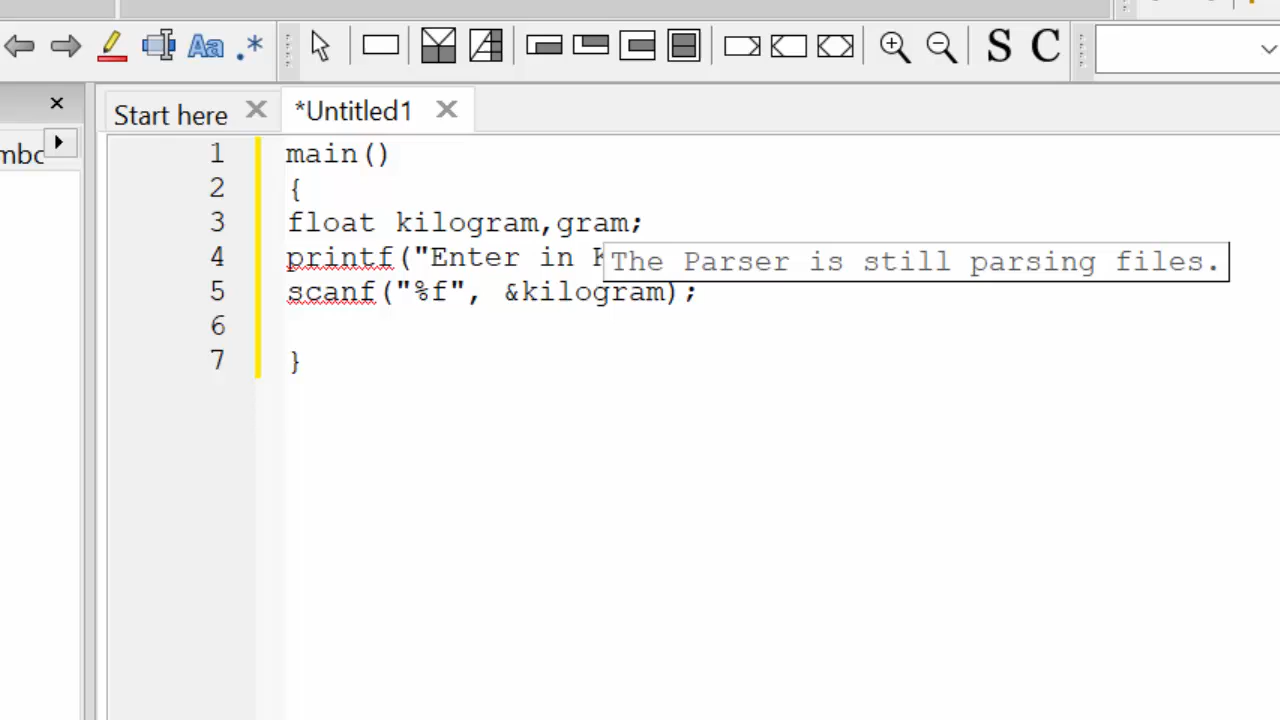 Aa .*
S C
mbc
Start here
*Untitled1
1 main()
2 {
3 float kilogram,gram;
4 printf("Enter in
The Parser is still parsing files.
5 scanf("%f", &kilogram);
6
7 }